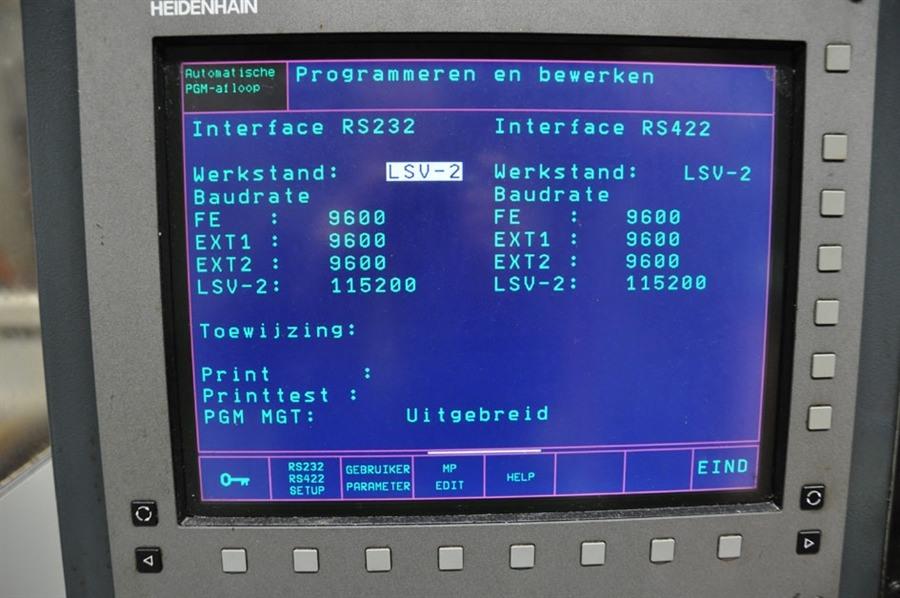 HEIDENHAIN
Automatische
PGM-afloop
Programmeren en bewerken
Interface RS232
Interface RS422
Werkstand: LSV-2
Werkstand: LSV-2
Baudrate
Baudrate
FE : 9600
FE : 9600
EXT1 : 9600
EXT1 : 9600
EXT2 : 9600
EXT2 : 9600
LSV-2: 115200
LSV-2: 115200
Toewijzing:
Print :
Printtest :
PGM MGT: Uitgebreid
RS232
RS422
SETUP
GEBRUIKER
PARAMETER
MP
EDIT
HELP
EIND